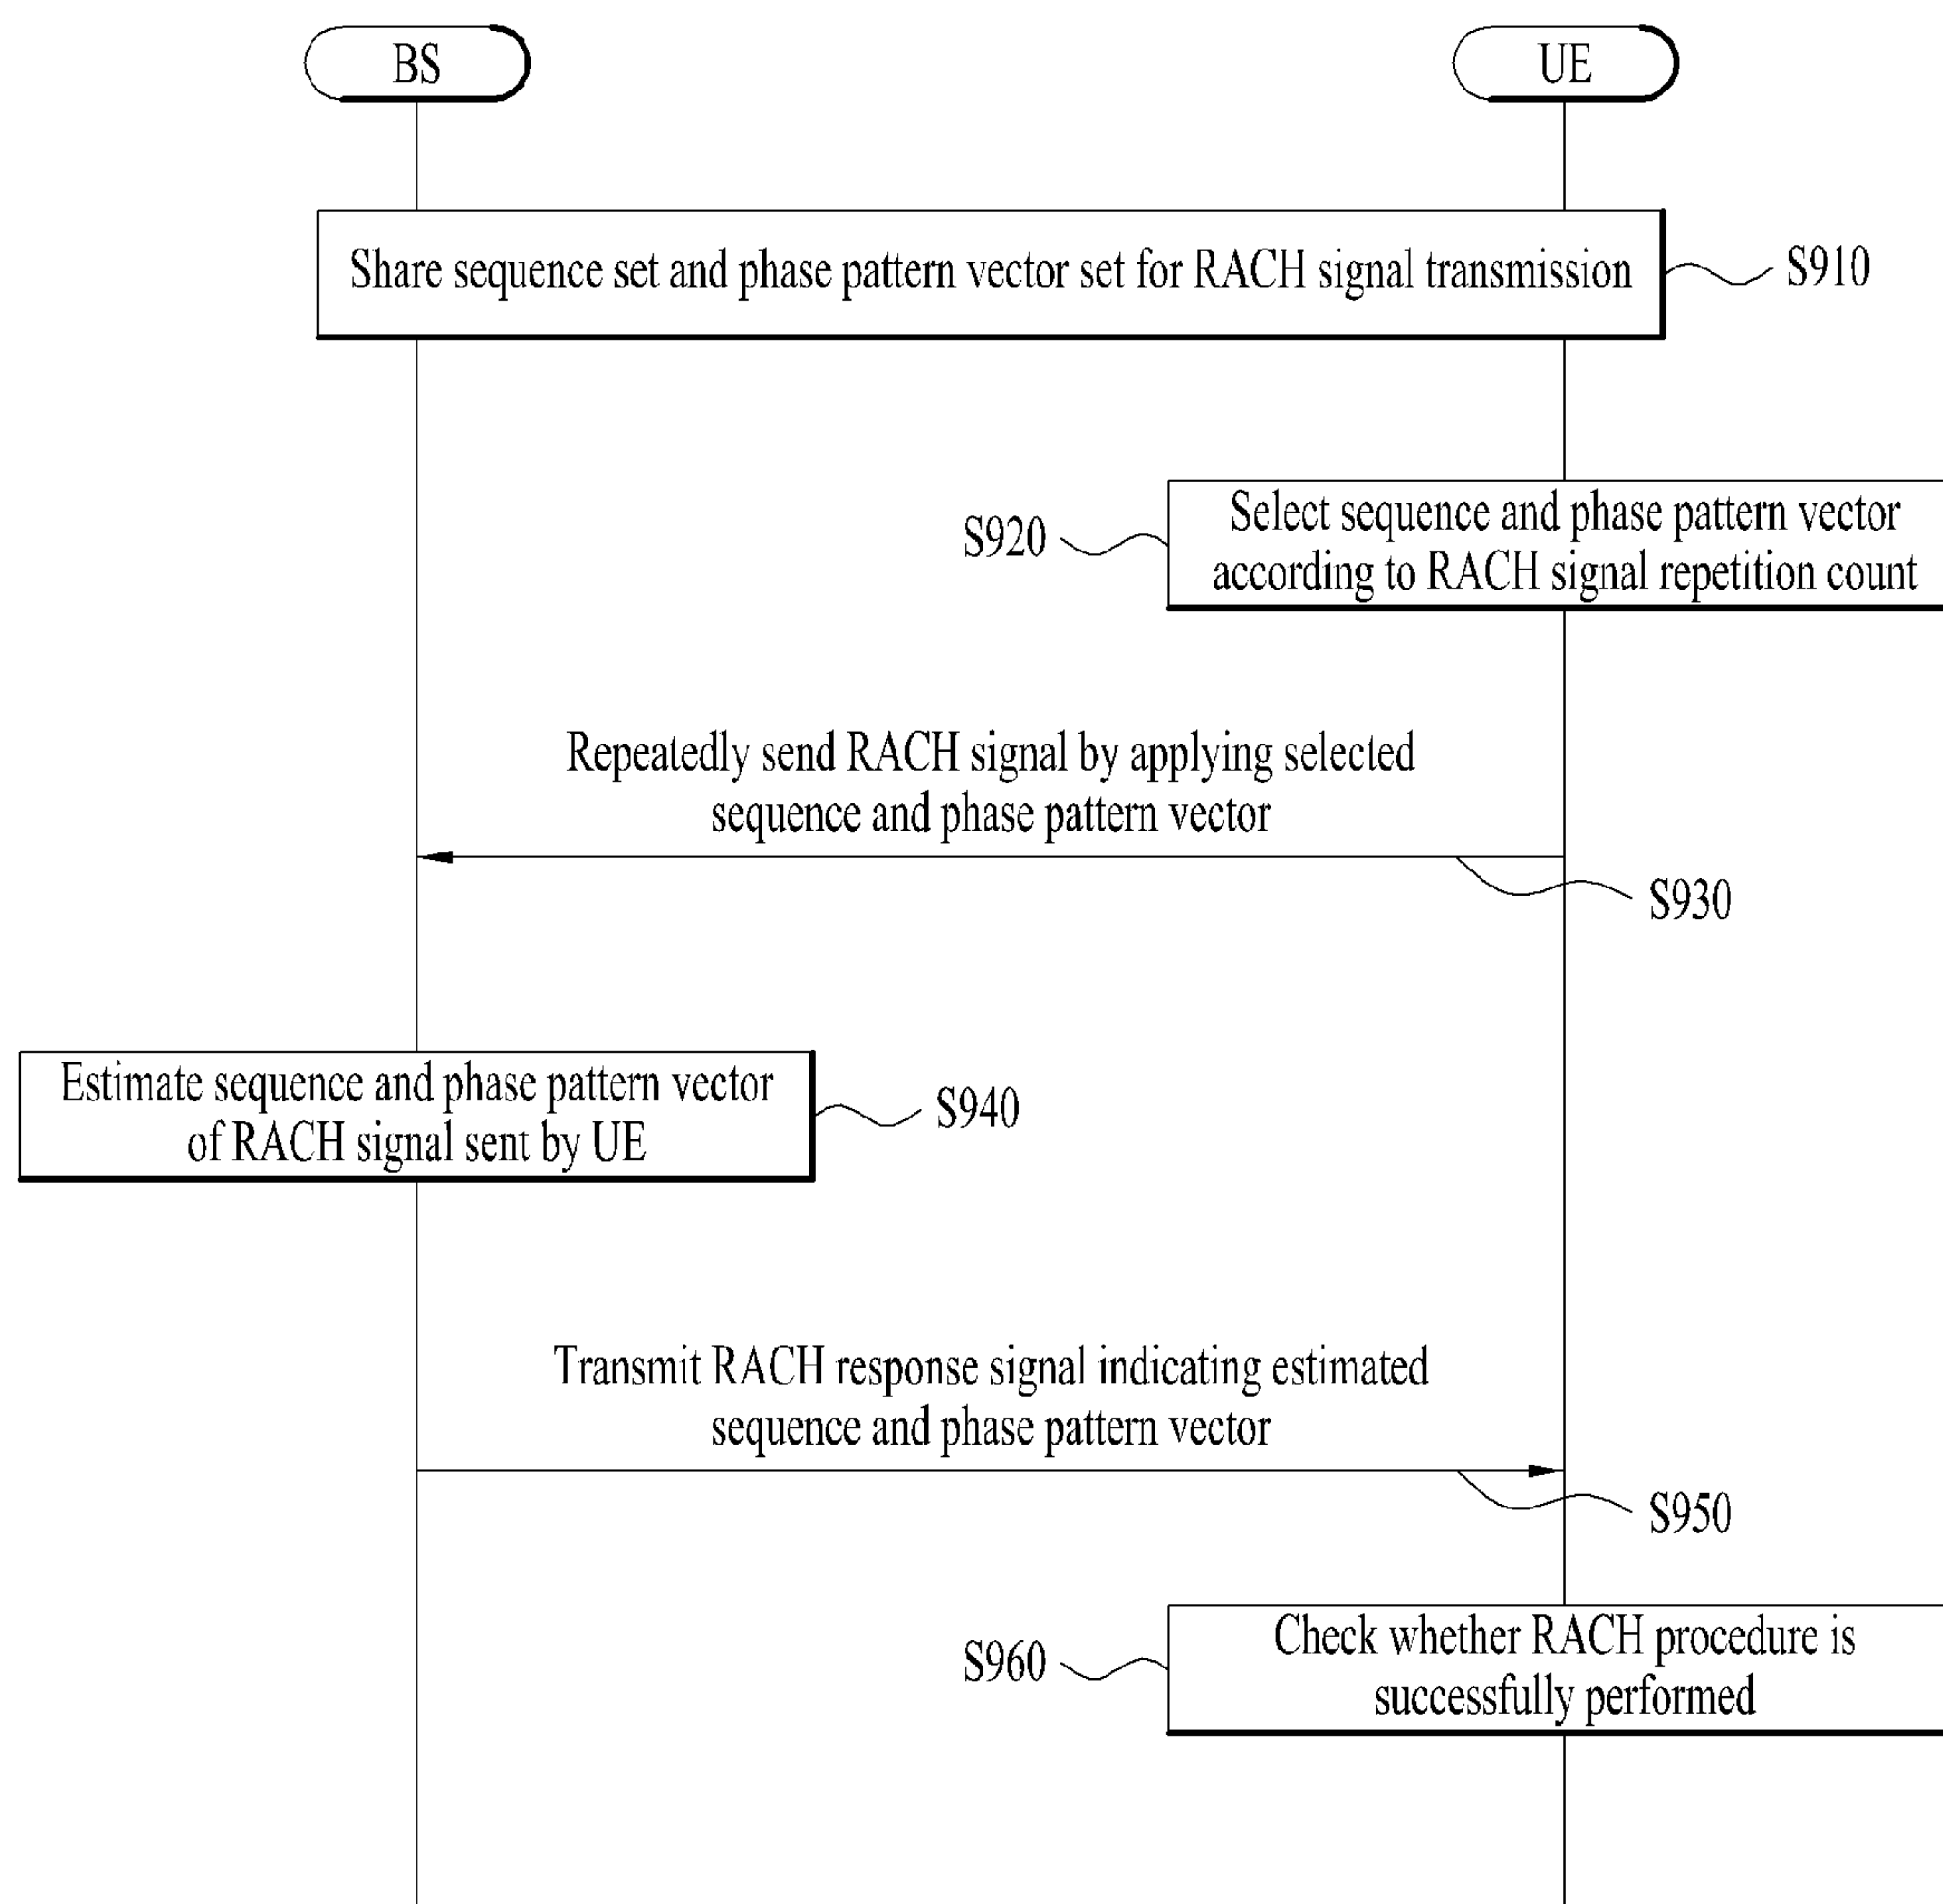 BS
UE
Share sequence set and phase pattern vector set for RACH signal transmission
S910
Select sequence and phase pattern vector
according to RACH signal repetition count
S920
Repeatedly send RACH signal by applying selected
sequence and phase pattern vector
S930
Estimate sequence and phase pattern vector
of RACH signal sent by UE
S940
Transmit RACH response signal indicating estimated
sequence and phase pattern vector
S950
Check whether RACH procedure is
successfully performed
S960